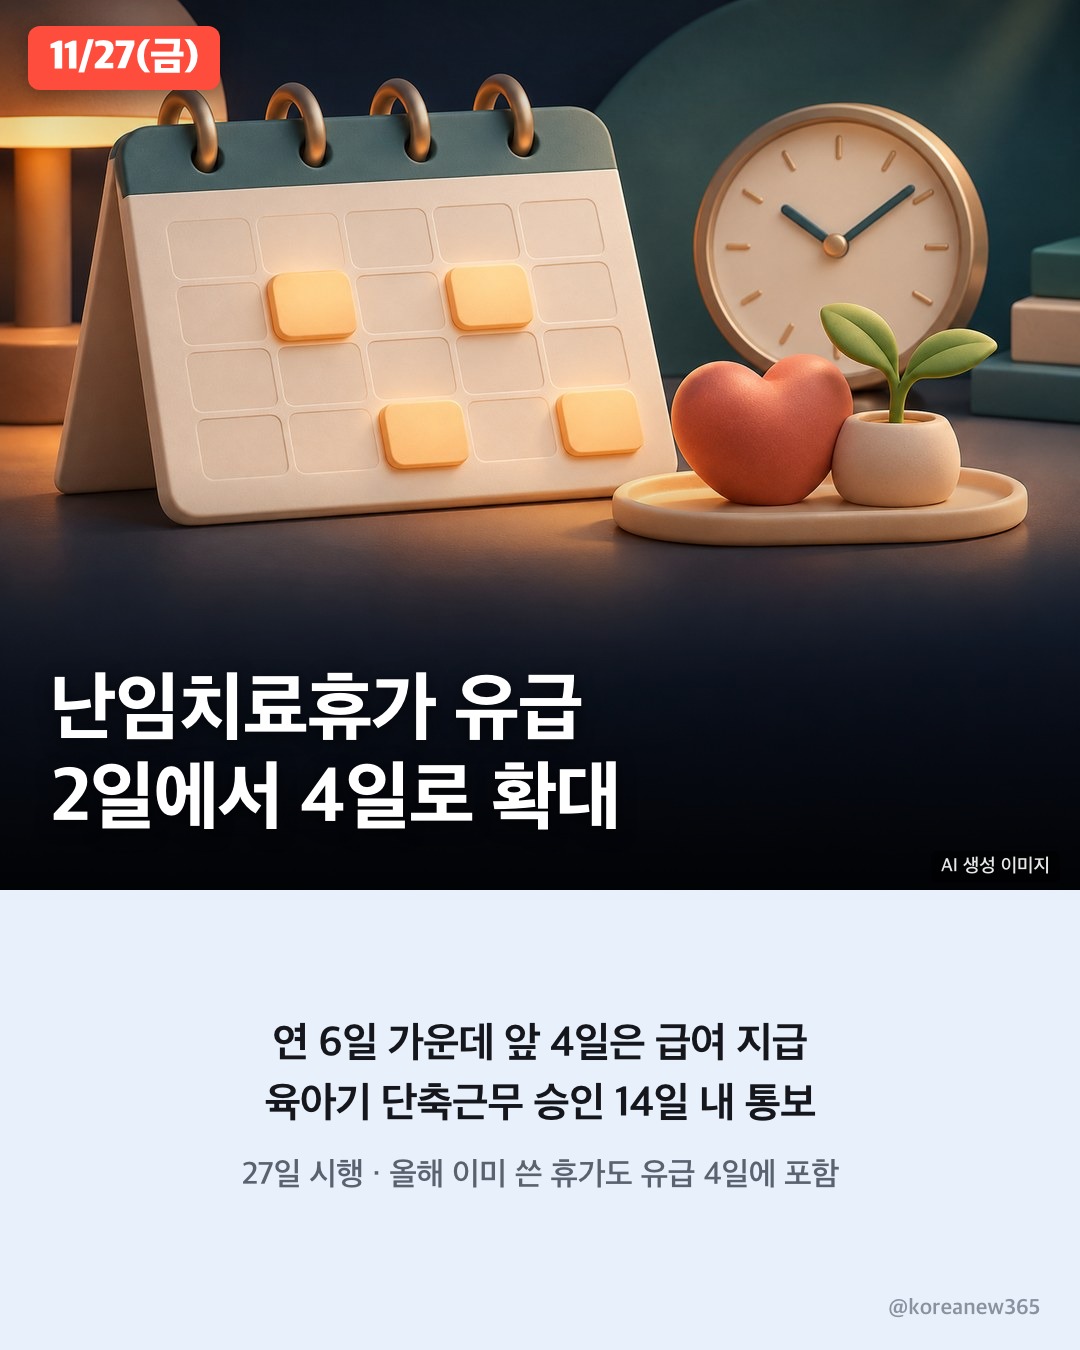 11/27(금)
난임치료휴가 유급
2일에서 4일로 확대
AI 생성 이미지
연 6일 가운데 앞 4일은 급여 지급
육아기 단축근무 승인 14일 내 통보
27일 시행 · 올해 이미 쓴 휴가도 유급 4일에 포함
@koreanew365